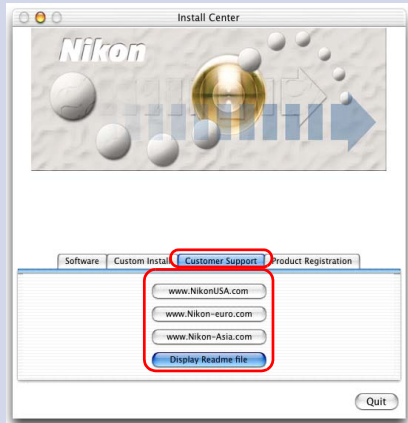 Install Center
Nikon
Software Custom Install Customer Support Product Registration
www.NikonUSA.com
www.Nikon-euro.com
www.Nikon-Asia.com
Display Readme file
Quit